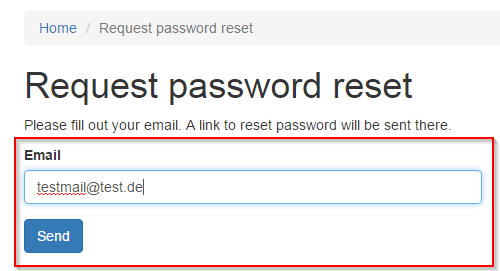 Home / Request password reset
Request password reset
Please fill out your email. A link to reset password will be sent there.
Email
testmail@test.de
Send